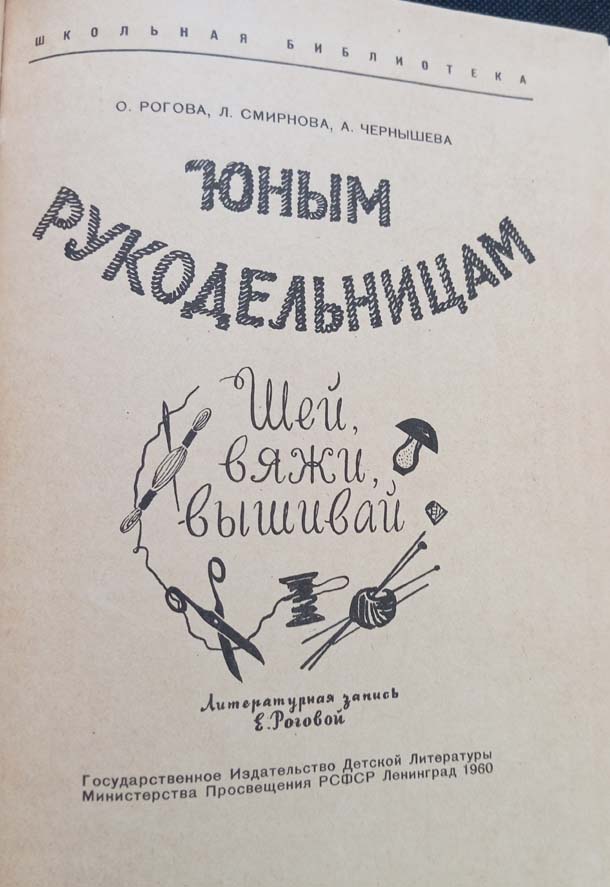 ШКОЛЬНАЯ БИБЛИОТЕКА
О. РОГОВА, Л. СМИРНОВА, А. ЧЕРНЫШЕВА
ЮНЫМ
РУКОДЕЛЬНИЦАМ
Шей,
вяжи,
вышивай
Литературная запись
Е. Роговой
Государственное Издательство Детской Литературы
Министерства Просвещения РСФСР Ленинград 1960